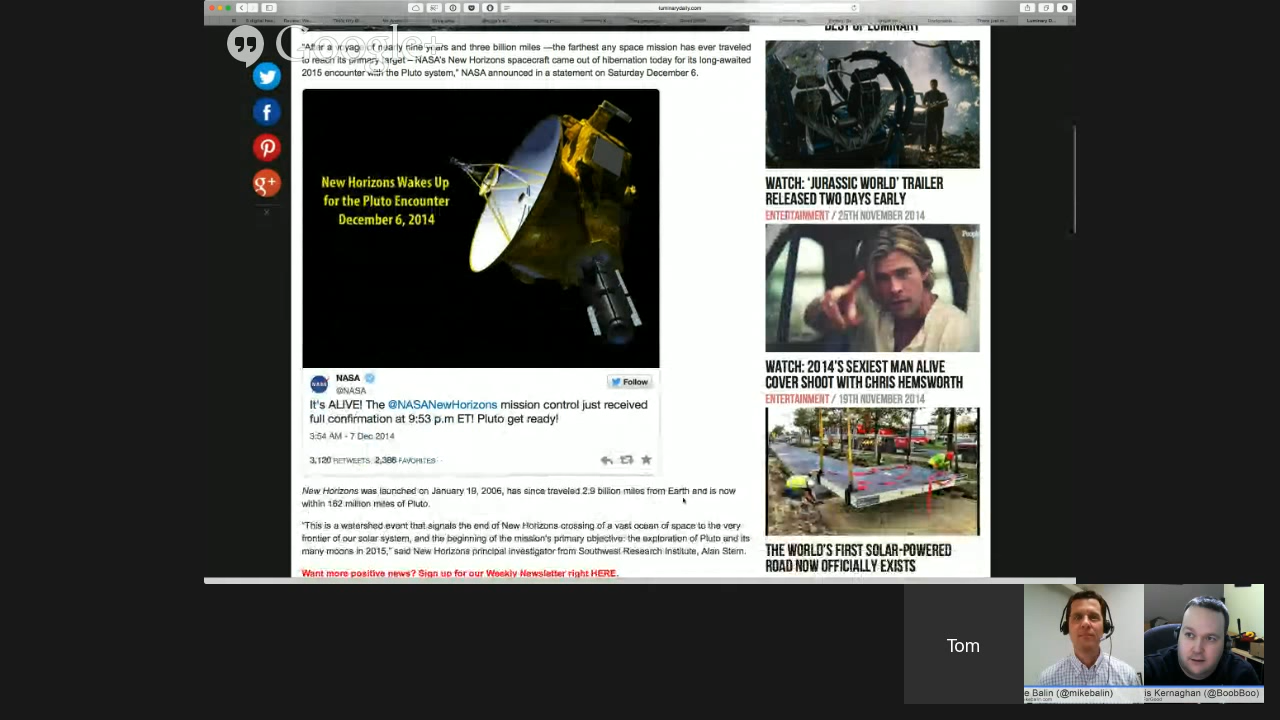 luminarydaily.com
Google+
"After a voyage of nearly nine years and three billion miles —the farthest any space mission has ever traveled
to reach its primary target – NASA's New Horizons spacecraft came out of hibernation today for its long-awaited
2015 encounter with the Pluto system," NASA announced in a statement on Saturday December 6.
New Horizons Wakes Up
for the Pluto Encounter
December 6, 2014
NASA
@NASA
Follow
It's ALIVE! The @NASANewHorizons mission control just received
full confirmation at 9:53 p.m ET! Pluto get ready!
3:54 AM - 7 Dec 2014
3,120 RETWEETS 2,386 FAVORITES
New Horizons was launched on January 19, 2006, has since traveled 2.9 billion miles from Earth and is now
within 162 million miles of Pluto.
"This is a watershed event that signals the end of New Horizons crossing of a vast ocean of space to the very
frontier of our solar system, and the beginning of the mission's primary objective: the exploration of Pluto and its
many moons in 2015," said New Horizons principal investigator from Southwest Research Institute, Alan Stern.
Want more positive news? Sign up for our Weekly Newsletter right HERE.
BEST OF LUMINARY
WATCH: 'JURASSIC WORLD' TRAILER
RELEASED TWO DAYS EARLY
ENTERTAINMENT / 25TH NOVEMBER 2014
People
WATCH: 2014'S SEXIEST MAN ALIVE
COVER SHOOT WITH CHRIS HEMSWORTH
ENTERTAINMENT / 19TH NOVEMBER 2014
THE WORLD'S FIRST SOLAR-POWERED
ROAD NOW OFFICIALLY EXISTS
Tom
e Balin (@mikebalin)
is Kernaghan (@BoobBoo)